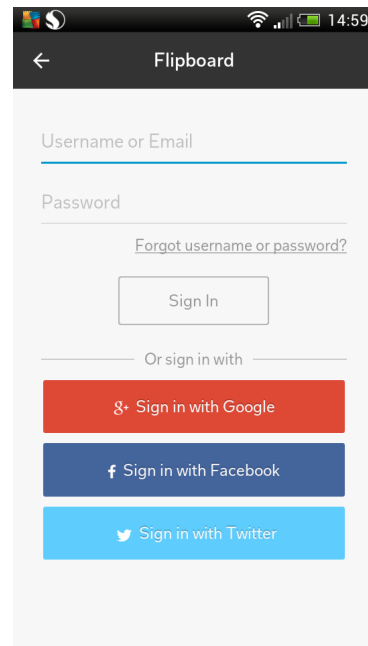 14:59
Flipboard
Username or Email
Password
Forgot username or password?
Sign In
Or sign in with
g+ Sign in with Google
f Sign in with Facebook
Sign in with Twitter